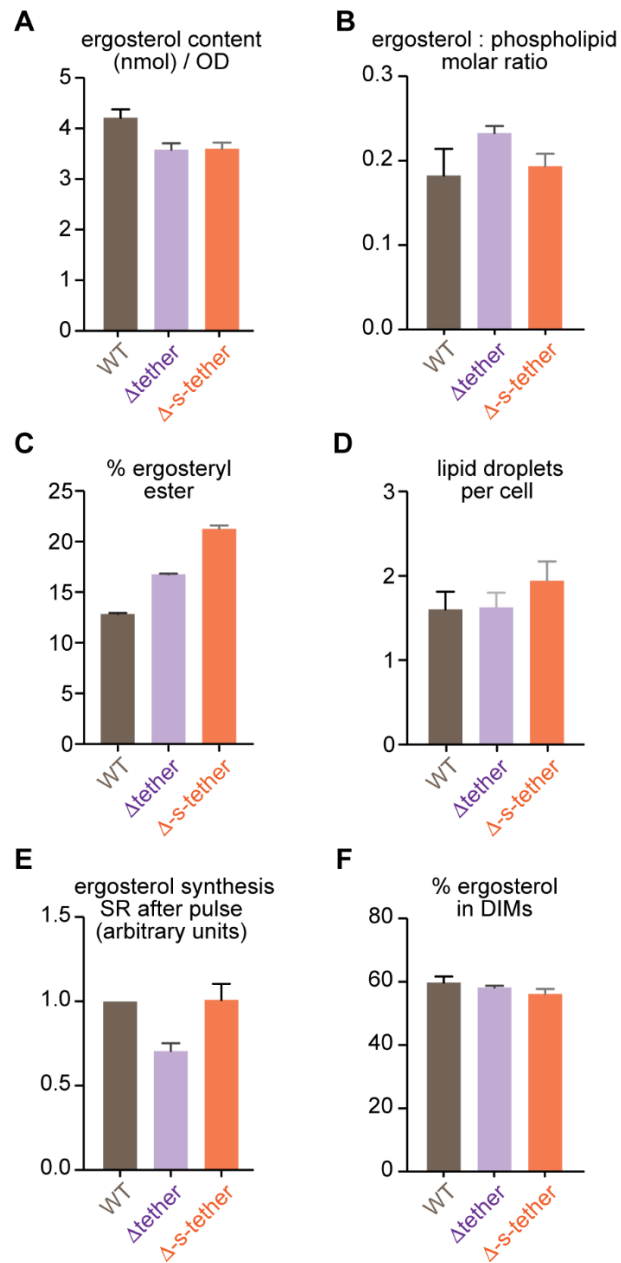 A
ergosterol content
(nmol) / OD
5
4
3
2
1
0
WT
Δtether
Δ-s-tether
B
ergosterol : phospholipid
molar ratio
0.3
0.2
0.1
0.0
WT
Δtether
Δ-s-tether
C
% ergosteryl
ester
25
20
15
10
5
0
WT
Δtether
Δ-s-tether
D
lipid droplets
per cell
3
2
1
0
WT
Δtether
Δ-s-tether
E
ergosterol synthesis
SR after pulse
(arbitrary units)
1.5
1.0
0.5
0.0
WT
Δtether
Δ-s-tether
F
% ergosterol
in DIMs
80
60
40
20
0
WT
Δtether
Δ-s-tether